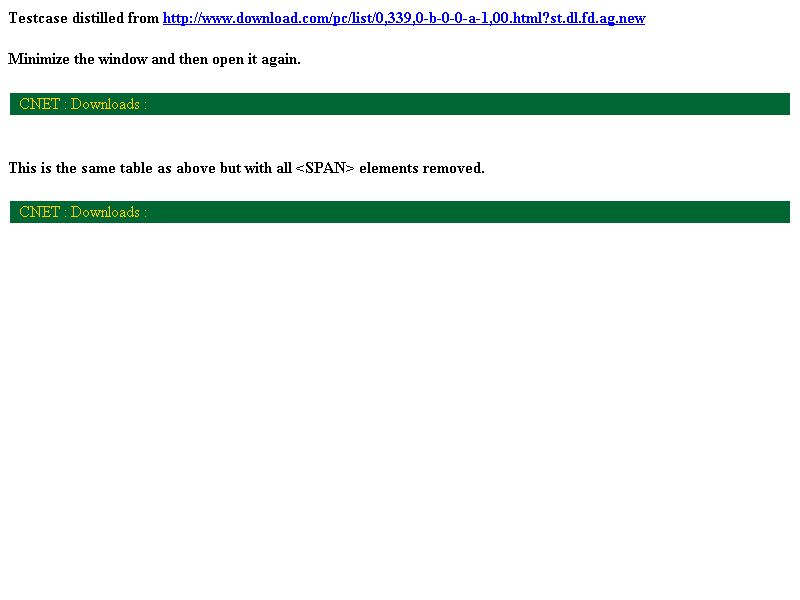 Testcase distilled from http://www.download.com/pc/list/0,339,0-b-0-0-a-1,00.html?st.dl.fd.ag.new
Minimize the window and then open it again.
CNET : Downloads :
This is the same table as above but with all <SPAN> elements removed.
CNET : Downloads :